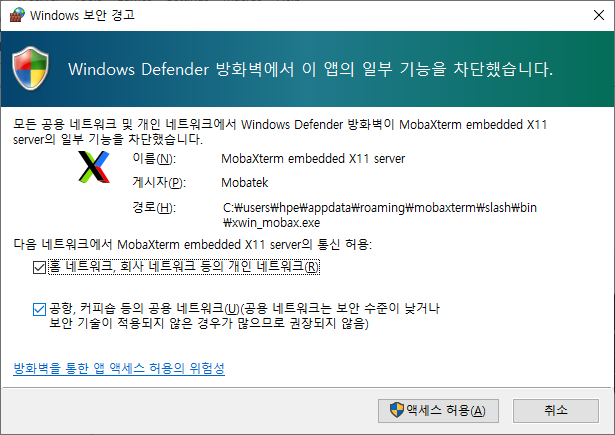 Windows 보안 경고
Windows Defender 방화벽에서 이 앱의 일부 기능을 차단했습니다.
모든 공용 네트워크 및 개인 네트워크에서 Windows Defender 방화벽이 MobaXterm embedded X11
server의 일부 기능을 차단했습니다.
이름(N): MobaXterm embedded X11 server
게시자(P): Mobatek
경로(H): C:₩users₩hpe₩appdata₩roaming₩mobaxterm₩slash₩bin
₩xwin_mobax.exe
다음 네트워크에서 MobaXterm embedded X11 server의 통신 허용:
홈 네트워크, 회사 네트워크 등의 개인 네트워크(R)
공항, 커피숍 등의 공용 네트워크(U)(공용 네트워크는 보안 수준이 낮거나
보안 기술이 적용되지 않은 경우가 많으므로 권장되지 않음)
방화벽을 통한 앱 액세스 허용의 위험성
액세스 허용(A)
취소